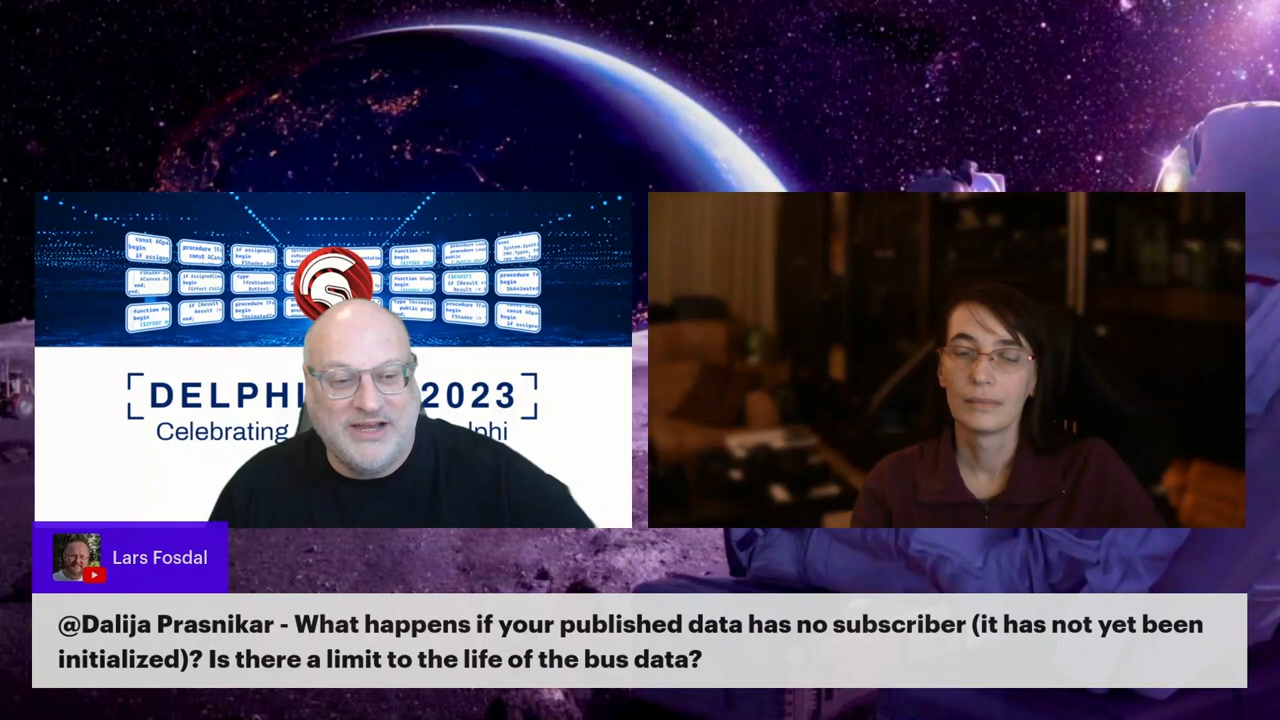 DELPHI 2023
Celebrating lphi
Lars Fosdal
@Dalija Prasnikar - What happens if your published data has no subscriber (it has not yet been
initialized)? Is there a limit to the life of the bus data?